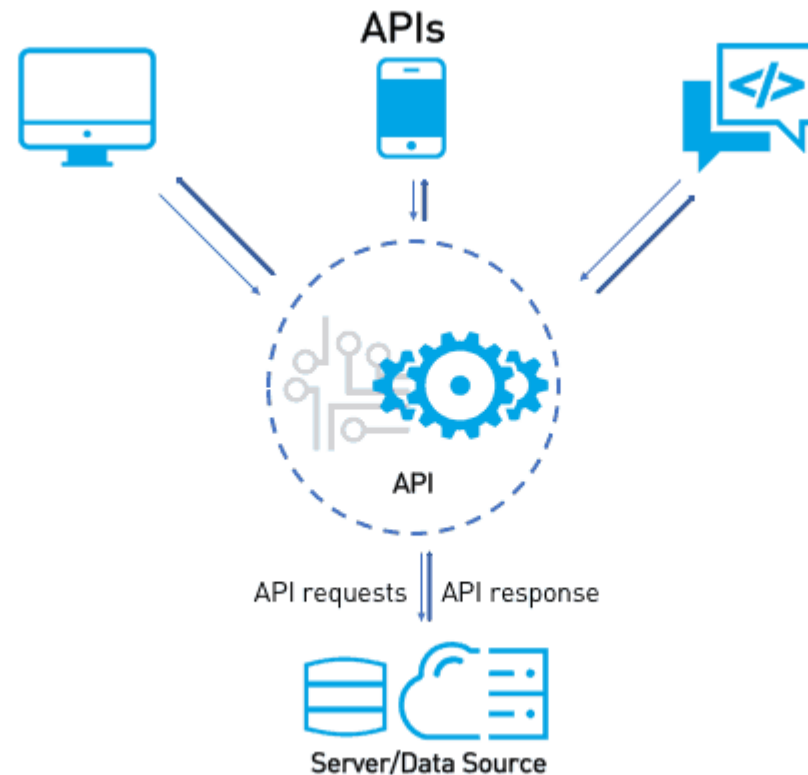 APIs
</>
API
API requests API response
Server/Data Source